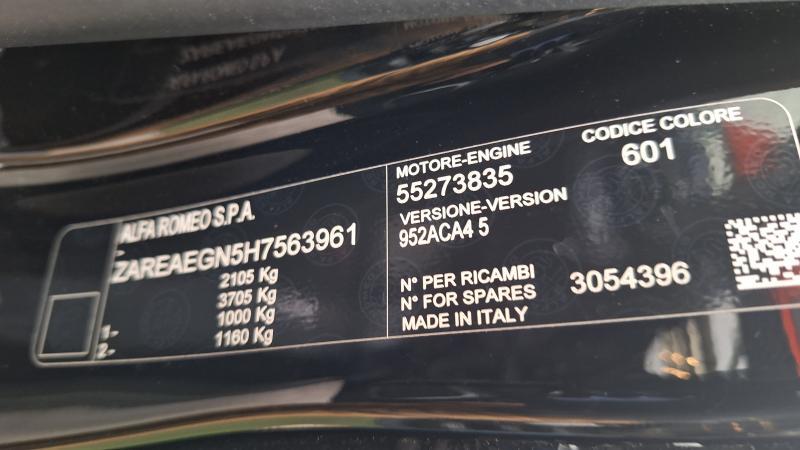 ALFA ROMEO S.P.A.
ZAREAEGN5H7563961
2105 Kg
3705 Kg
1- 1000 Kg
2- 1160 Kg
MOTORE-ENGINE
55273835
VERSIONE-VERSION
952ACA4 5
CODICE COLORE
601
N° PER RICAMBI
N° FOR SPARES
3054396
MADE IN ITALY